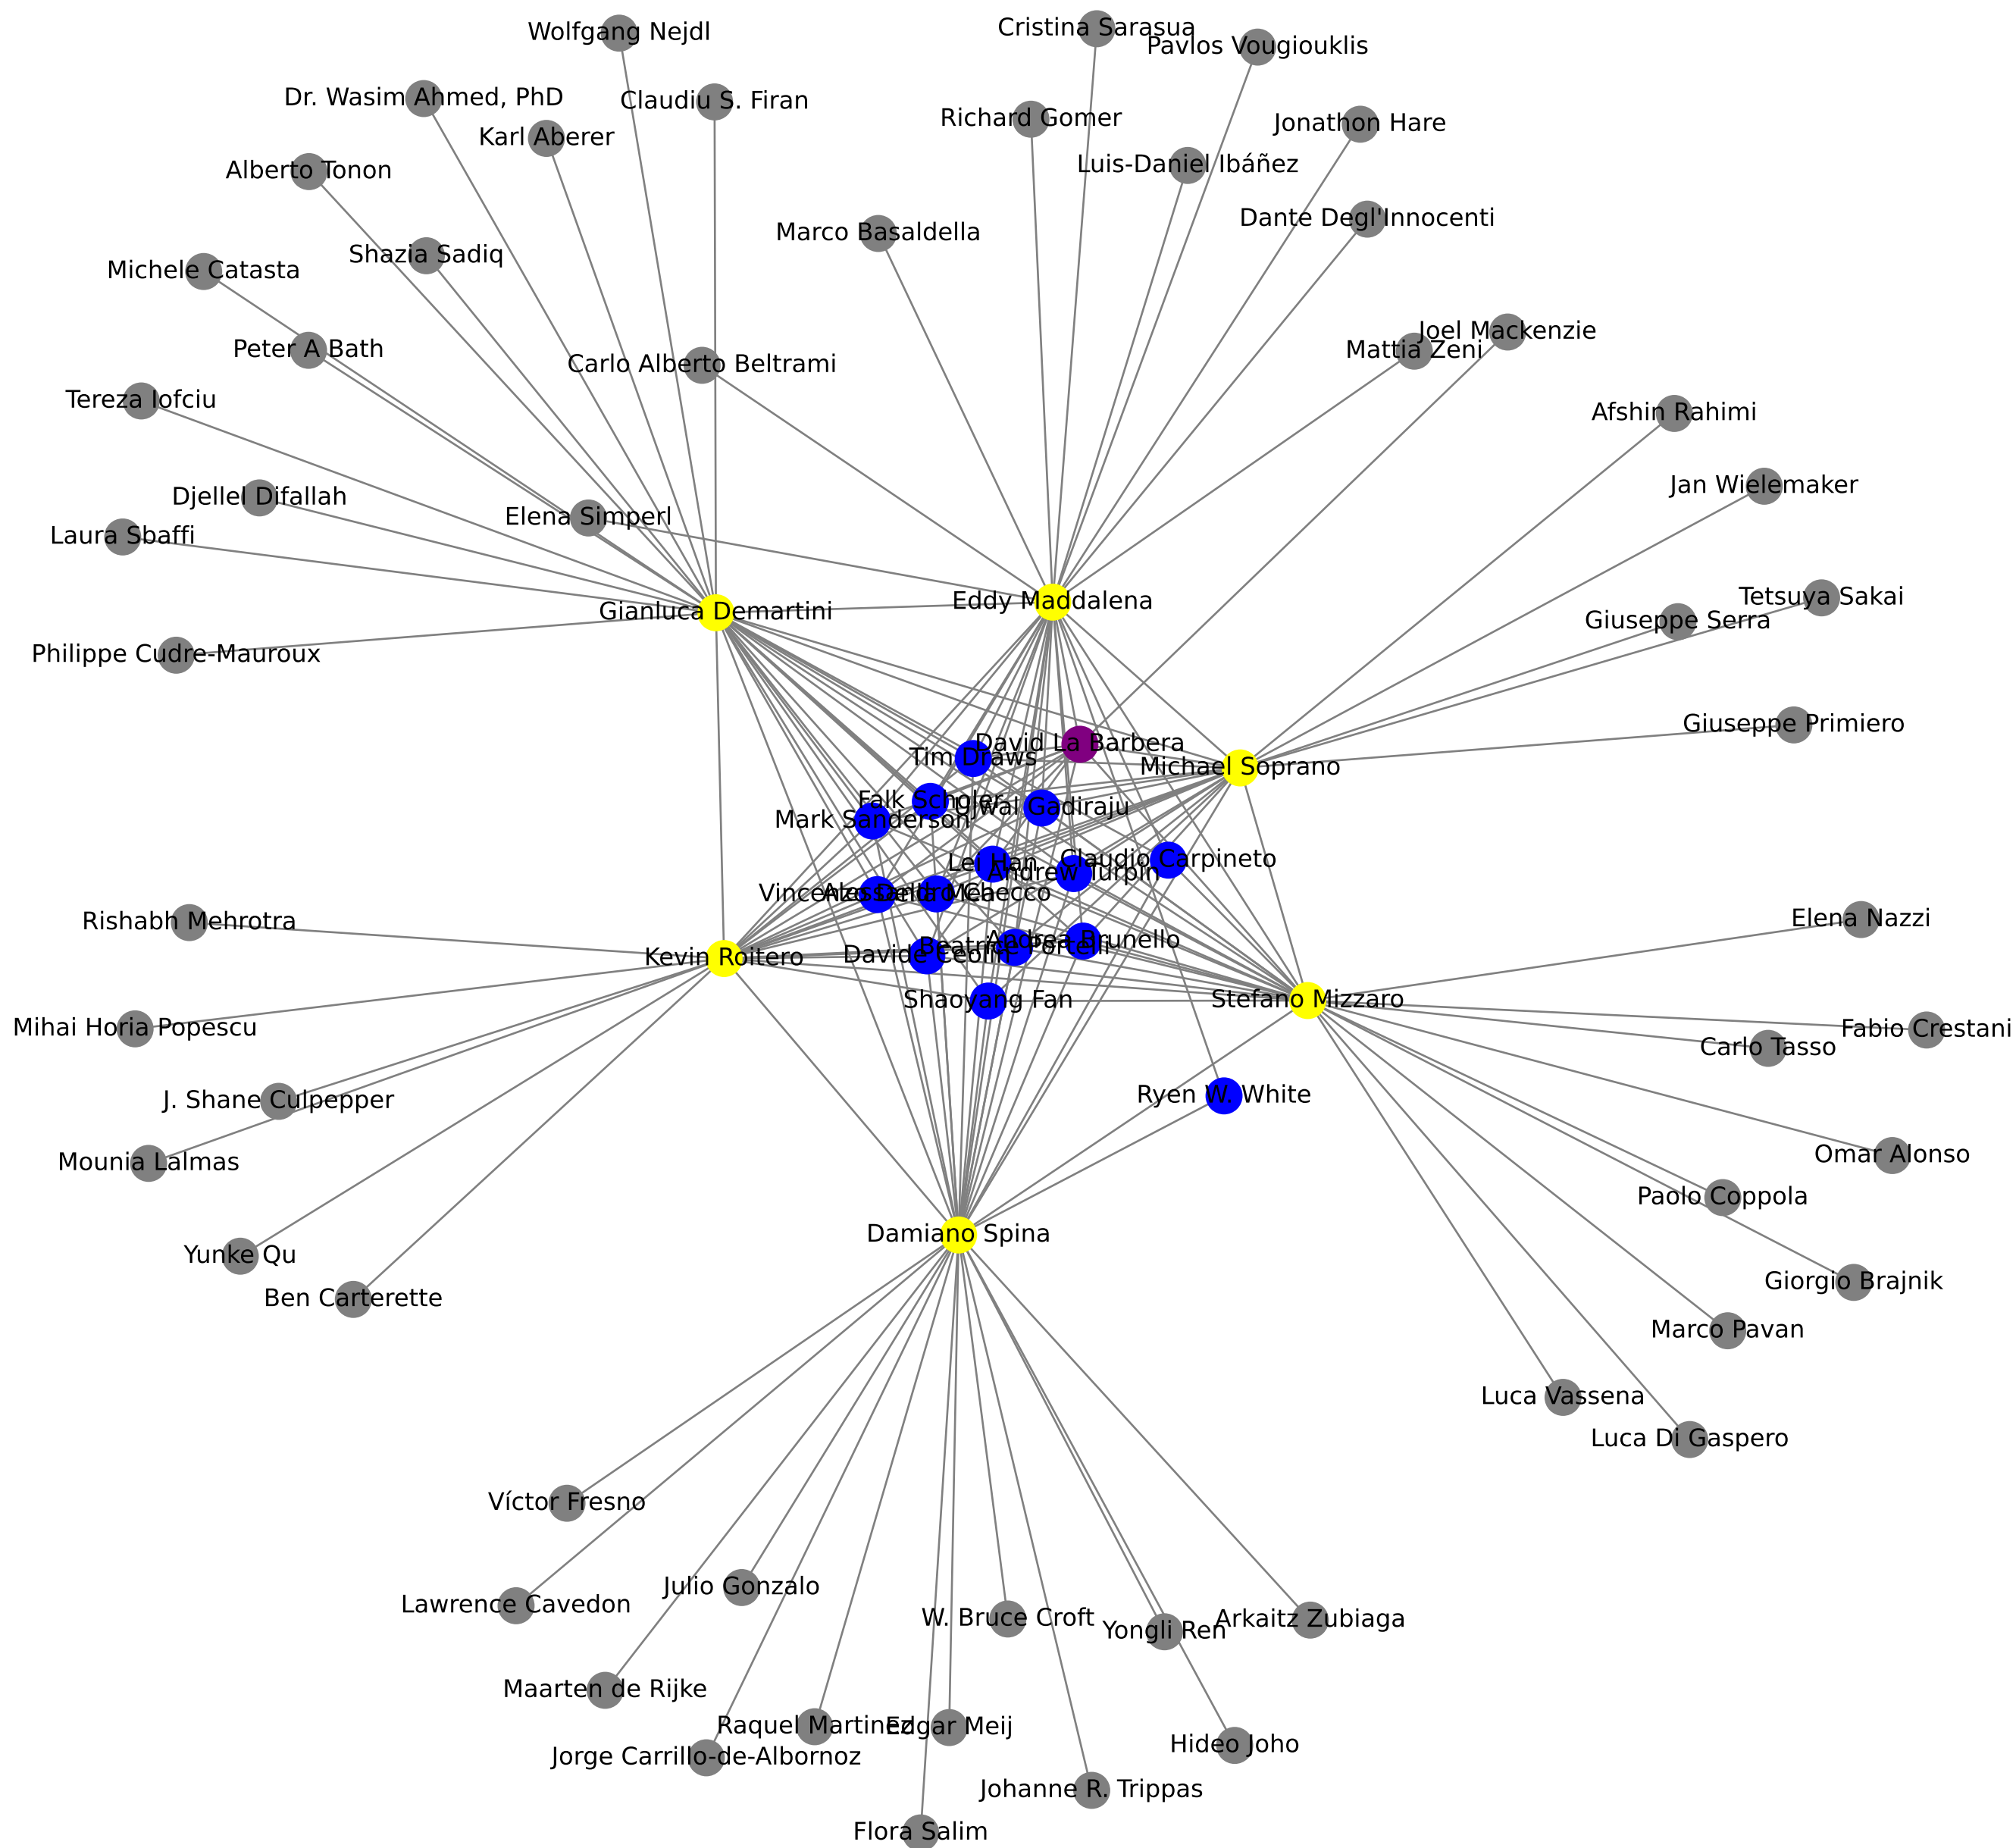 Wolfgang Nejdl
Cristina Sarasua
Pavlos Vougiouklis
Dr. Wasim Ahmed, PhD
Claudiu S. Firan
Karl Aberer
Richard Gomer
Jonathon Hare
Alberto Tonon
Luis-Daniel Ibáñez
Marco Basaldella
Dante Degl'Innocenti
Shazia Sadiq
Michele Catasta
Peter A Bath
Carlo Alberto Beltrami
Joel Mackenzie
Mattia Zeni
Tereza Iofciu
Afshin Rahimi
Djellel Difallah
Elena Simperl
Jan Wielemaker
Laura Sbaffi
Gianluca Demartini
Eddy Maddalena
Tetsuya Sakai
Giuseppe Serra
Philippe Cudre-Mauroux
Giuseppe Primiero
David La Barbera
Tim Draws
Michael Soprano
Falk Scholer
Gadiraju
Mark Sanderson
Lei Han
Claudio Carpineto
Andrew Turpin
Vincenzo Della Mea
Alessandro Checco
Rishabh Mehrotra
Elena Nazzi
Kevin Roitero
Davide Ceolin
Beatrice Portelli
Andrea Brunello
Shaoyang Fan
Stefano Mizzaro
Mihai Horia Popescu
Fabio Crestani
Carlo Tasso
J. Shane Culpepper
Ryen W. White
Mounia Lalmas
Omar Alonso
Paolo Coppola
Damiano Spina
Yunke Qu
Giorgio Brajnik
Ben Carterette
Marco Pavan
Luca Vassena
Luca Di Gaspero
Víctor Fresno
Julio Gonzalo
Lawrence Cavedon
W. Bruce Croft
Yongli Ren
Arkaitz Zubiaga
Maarten de Rijke
Raquel Martinez
Edgar Meij
Hideo Joho
Jorge Carrillo-de-Albornoz
Johanne R. Trippas
Flora Salim